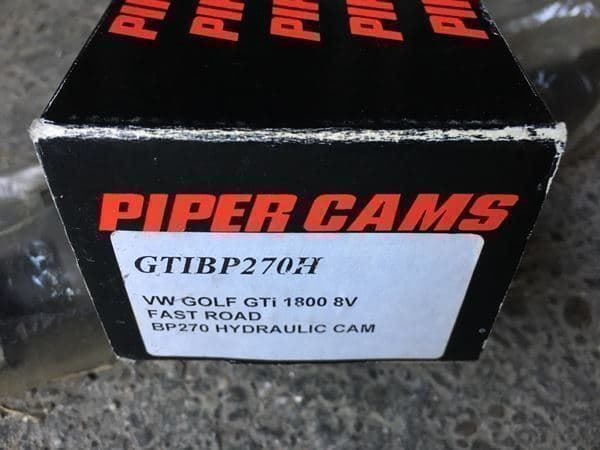 PIPER CAMS
GTIBP270H
VW GOLF GTi 1800 8V
FAST ROAD
BP270 HYDRAULIC CAM